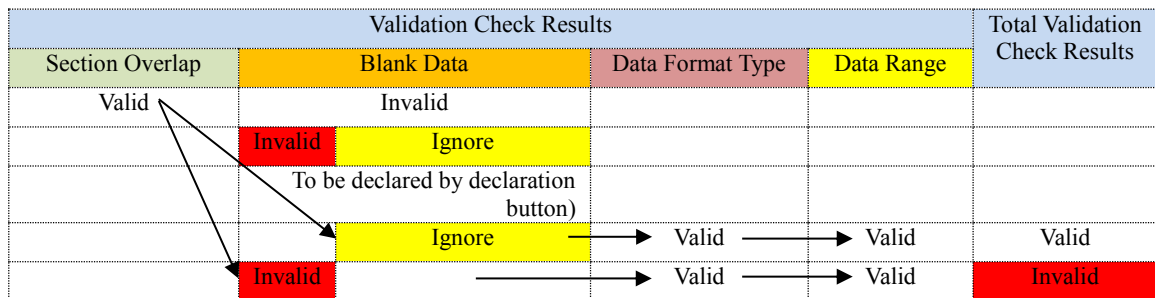 Validation Check Results
Total Validation
Check Results
Section Overlap
Blank Data
Data Format Type
Data Range
Valid
Invalid
Invalid
Ignore
To be declared by declaration
button)
Ignore
Valid
Valid
Valid
Invalid
Valid
Valid
Invalid